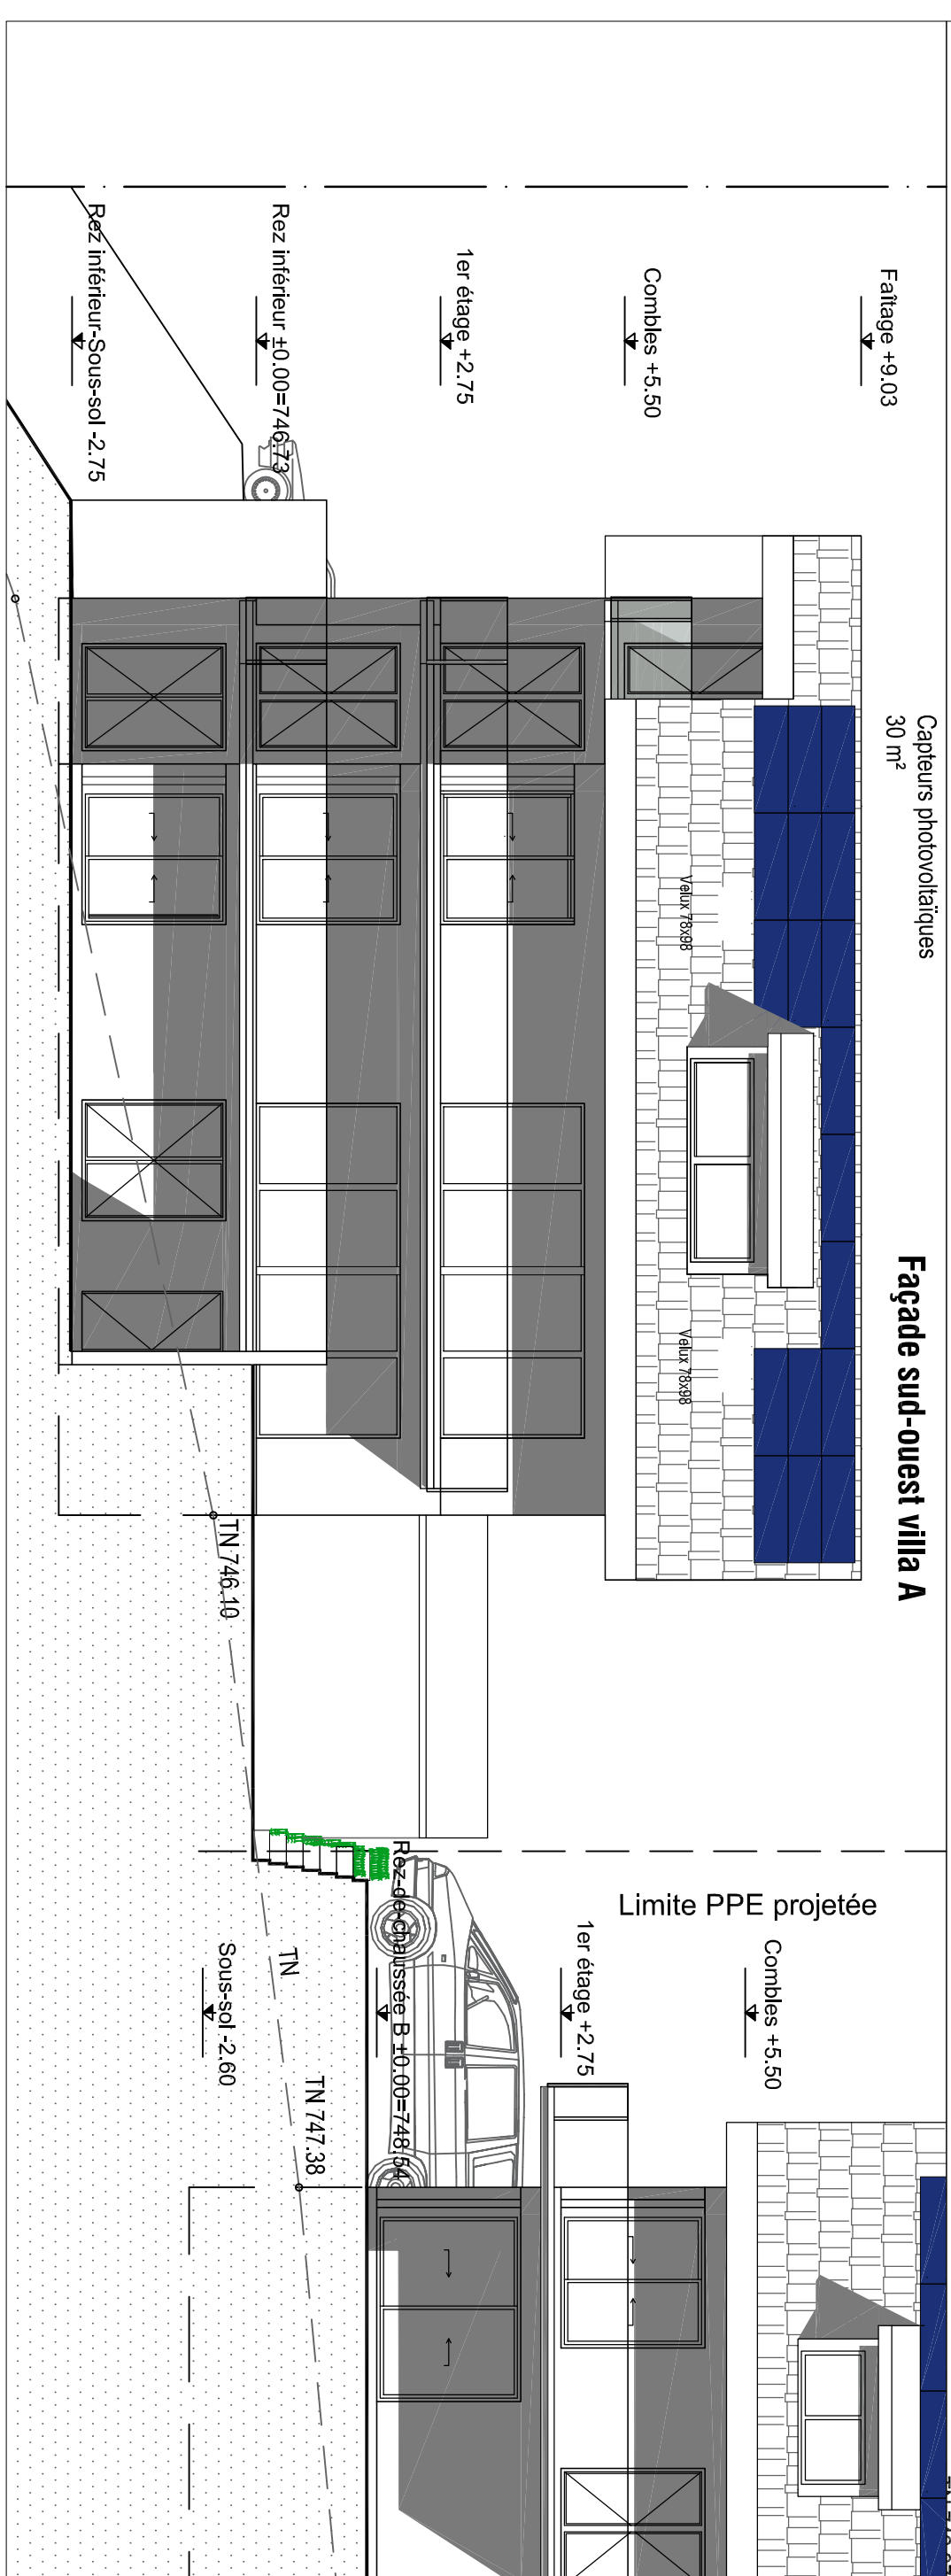 Façade sud-ouest villa A
Capteurs photovoltaïques
30 m²
Faîtage +9.03
Combles +5.50
1er étage +2.75
Rez inférieur ±0.00=746.73
Rez inférieur-Sous-sol -2.75
Velux 78x98
Velux 78x98
TN 746.10
Limite PPE projetée
Combles +5.50
1er étage +2.75
Rez-de-chaussée B ±0.00=748.54
Sous-sol -2.60
TN
TN 747.38